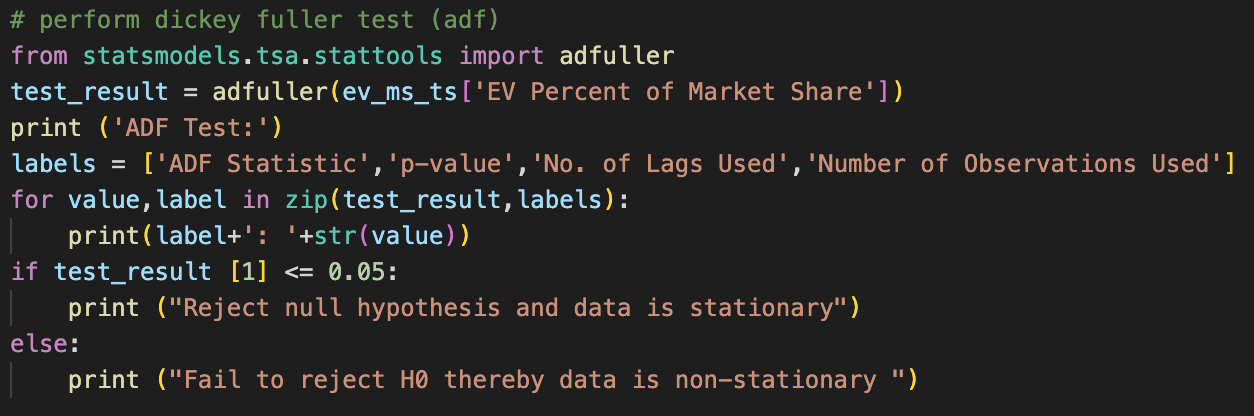 # perform dickey fuller test (adf)
from statsmodels.tsa.stattools import adfuller
test_result = adfuller(ev_ms_ts['EV Percent of Market Share'])
print ('ADF Test:')
labels = ['ADF Statistic','p-value','No. of Lags Used','Number of Observations Used']
for value,label in zip(test_result,labels):
    print(label+': '+str(value))
if test_result [1] <= 0.05:
    print ("Reject null hypothesis and data is stationary")
else:
    print ("Fail to reject H0 thereby data is non-stationary ")